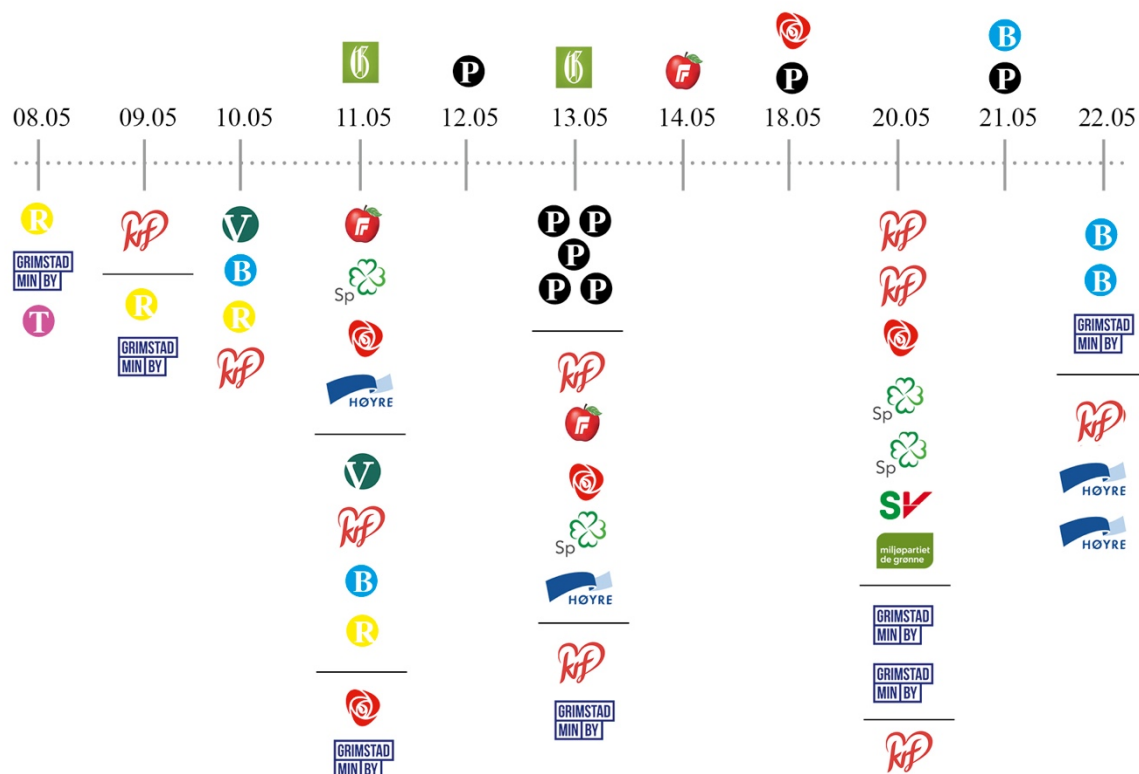 B
P
P
P
08.05 09.05 10.05 11.05 12.05 13.05 14.05 18.05 20.05 21.05 22.05
R
GRIMSTAD
MIN BY
T
krf
R
GRIMSTAD
MIN BY
V
B
R
krf
F
Sp
HØYRE
V
krf
B
R
GRIMSTAD
MIN BY
P P
P
P P
krf
F
Sp
HØYRE
krf
GRIMSTAD
MIN BY
krf
krf
Sp
Sp
SV
miljøpartiet
de grønne
GRIMSTAD
MIN BY
GRIMSTAD
MIN BY
krf
B
B
GRIMSTAD
MIN BY
krf
HØYRE
HØYRE